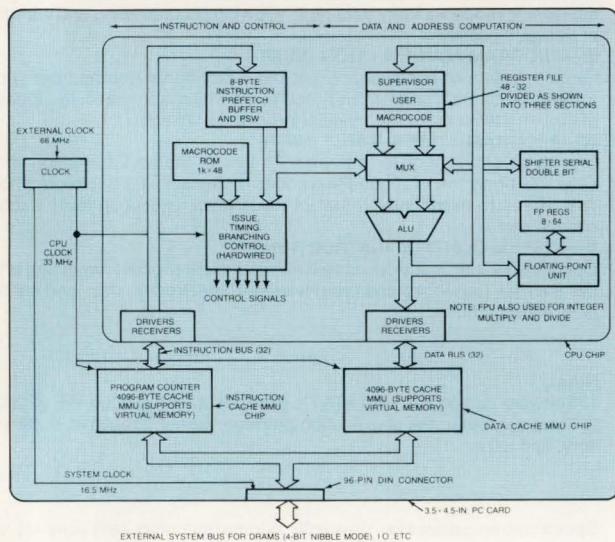 INSTRUCTION AND CONTROL
DATA AND ADDRESS COMPUTATION
8-BYTE
INSTRUCTION
PREFETCH
BUFFER
AND PSW
SUPERVISOR
USER
MACROCODE
REGISTER FILE
48 - 32
DIVIDED AS SHOWN
INTO THREE SECTIONS
EXTERNAL CLOCK
66 MHz
CLOCK
MACROCODE
ROM
1k × 48
MUX
SHIFTER SERIAL
DOUBLE BIT
CPU
CLOCK
33 MHz
ISSUE,
TIMING,
BRANCHING
CONTROL
(HARDWIRED)
ALU
FP REGS
8 - 64
FLOATING-POINT
UNIT
CONTROL SIGNALS
NOTE: FPU ALSO USED FOR INTEGER
MULTIPLY AND DIVIDE
DRIVERS
RECEIVERS
DRIVERS
RECEIVERS
CPU CHIP
INSTRUCTION BUS (32)
DATA BUS (32)
PROGRAM COUNTER
4096-BYTE CACHE
MMU (SUPPORTS
VIRTUAL MEMORY)
INSTRUCTION
CACHE MMU
CHIP
4096-BYTE CACHE
MMU (SUPPORTS
VIRTUAL MEMORY)
DATA CACHE MMU CHIP
SYSTEM CLOCK
16.5 MHz
96-PIN DIN CONNECTOR
3.5 × 4.5-IN. PC CARD
EXTERNAL SYSTEM BUS FOR DRAMS (4-BIT NIBBLE MODE) I O ETC